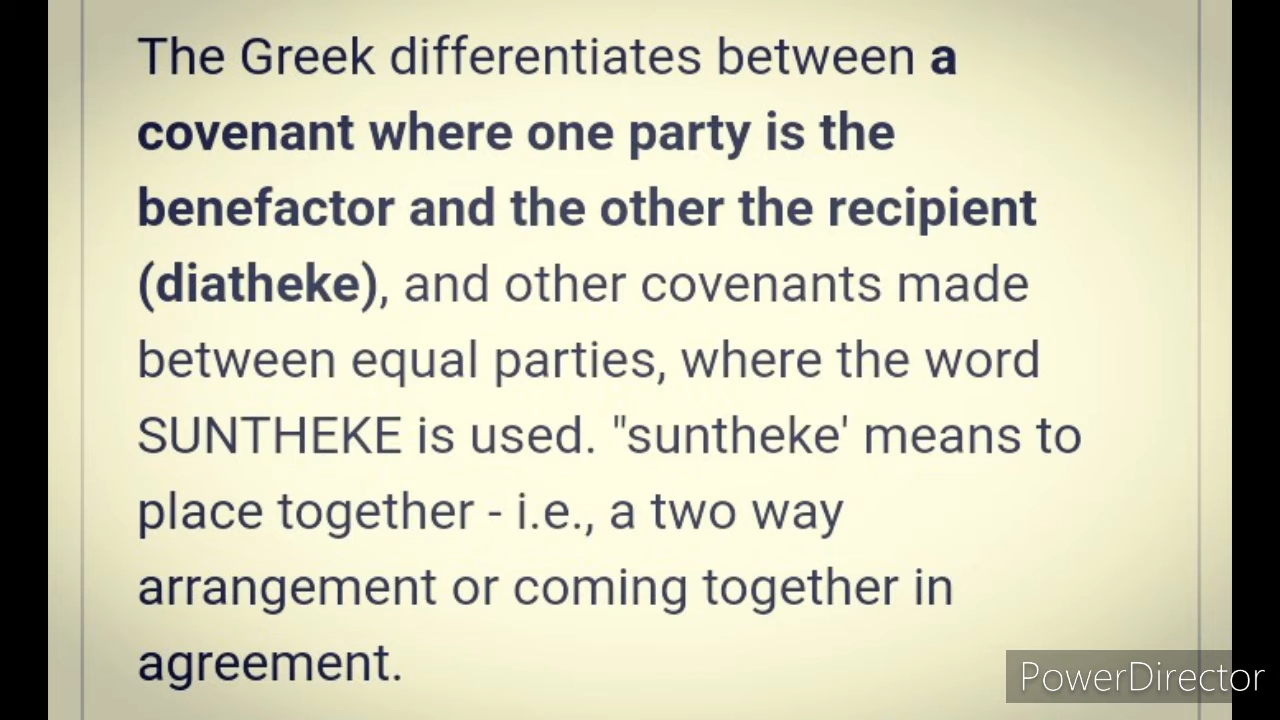 The Greek differentiates between a
covenant where one party is the
benefactor and the other the recipient
(diatheke), and other covenants made
between equal parties, where the word
SUNTHEKE is used. "suntheke' means to
place together - i.e., a two way
arrangement or coming together in
agreement.
PowerDirector